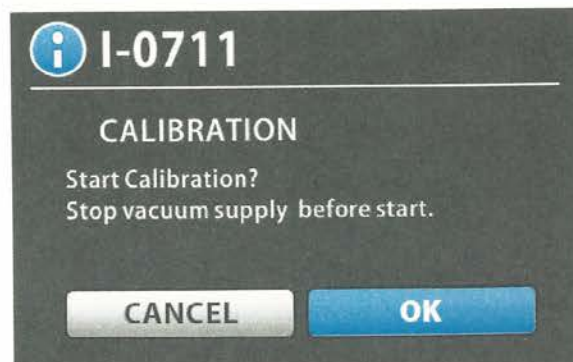 I-0711
CALIBRATION
Start Calibration?
Stop vacuum supply before start.
CANCEL
OK